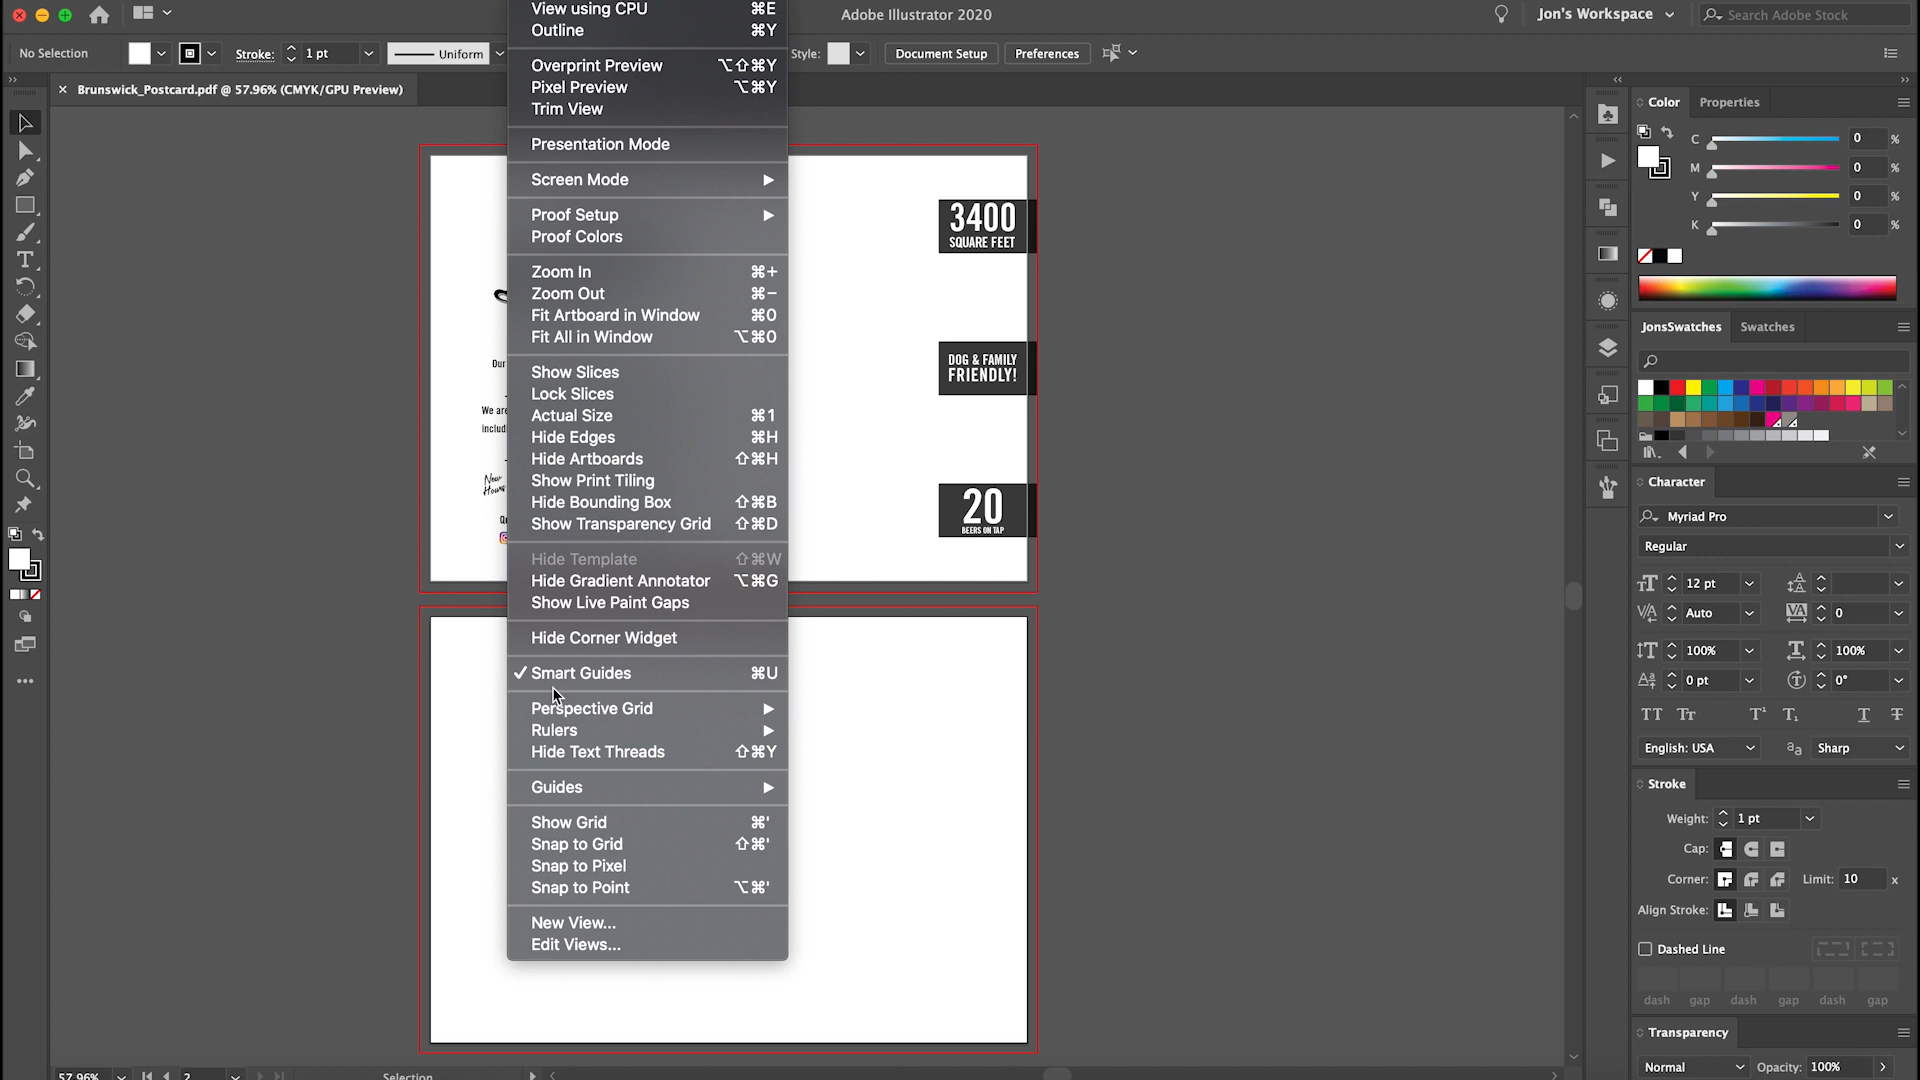 Adobe Illustrator 2020
Jon's Workspace
Search Adobe Stock
No Selection
Stroke:
1 pt
Uniform
Style:
Document Setup
Preferences
Brunswick_Postcard.pdf @ 57.96% (CMYK/GPU Preview)
View using CPU ⌘E
Outline ⌘Y
Overprint Preview ⌥⇧⌘Y
Pixel Preview ⌥⌘Y
Trim View
Presentation Mode
Screen Mode
Proof Setup
Proof Colors
Zoom In ⌘+
Zoom Out ⌘−
Fit Artboard in Window ⌘0
Fit All in Window ⌥⌘0
Show Slices
Lock Slices
Actual Size ⌘1
Hide Edges ⌘H
Hide Artboards ⇧⌘H
Show Print Tiling
Hide Bounding Box ⇧⌘B
Show Transparency Grid ⇧⌘D
Hide Template ⇧⌘W
Hide Gradient Annotator ⌥⌘G
Show Live Paint Gaps
Hide Corner Widget
✓ Smart Guides ⌘U
Perspective Grid
Rulers
Hide Text Threads ⇧⌘Y
Guides
Show Grid ⌘'
Snap to Grid ⇧⌘'
Snap to Pixel
Snap to Point ⌥⌘'
New View...
Edit Views...
Our
We are
includ
New
Hours
3400
SQUARE FEET
DOG & FAMILY
FRIENDLY!
20
BEERS ON TAP
57.96%
2
Selection
Color
Properties
C 0 %
M 0 %
Y 0 %
K 0 %
JonsSwatches
Swatches
Character
Myriad Pro
Regular
12 pt
Auto
0
100%
100%
0 pt
0°
English: USA
Sharp
Stroke
Weight: 1 pt
Cap:
Corner:
Limit: 10 x
Align Stroke:
Dashed Line
dash gap dash gap dash gap
Transparency
Normal
Opacity: 100%